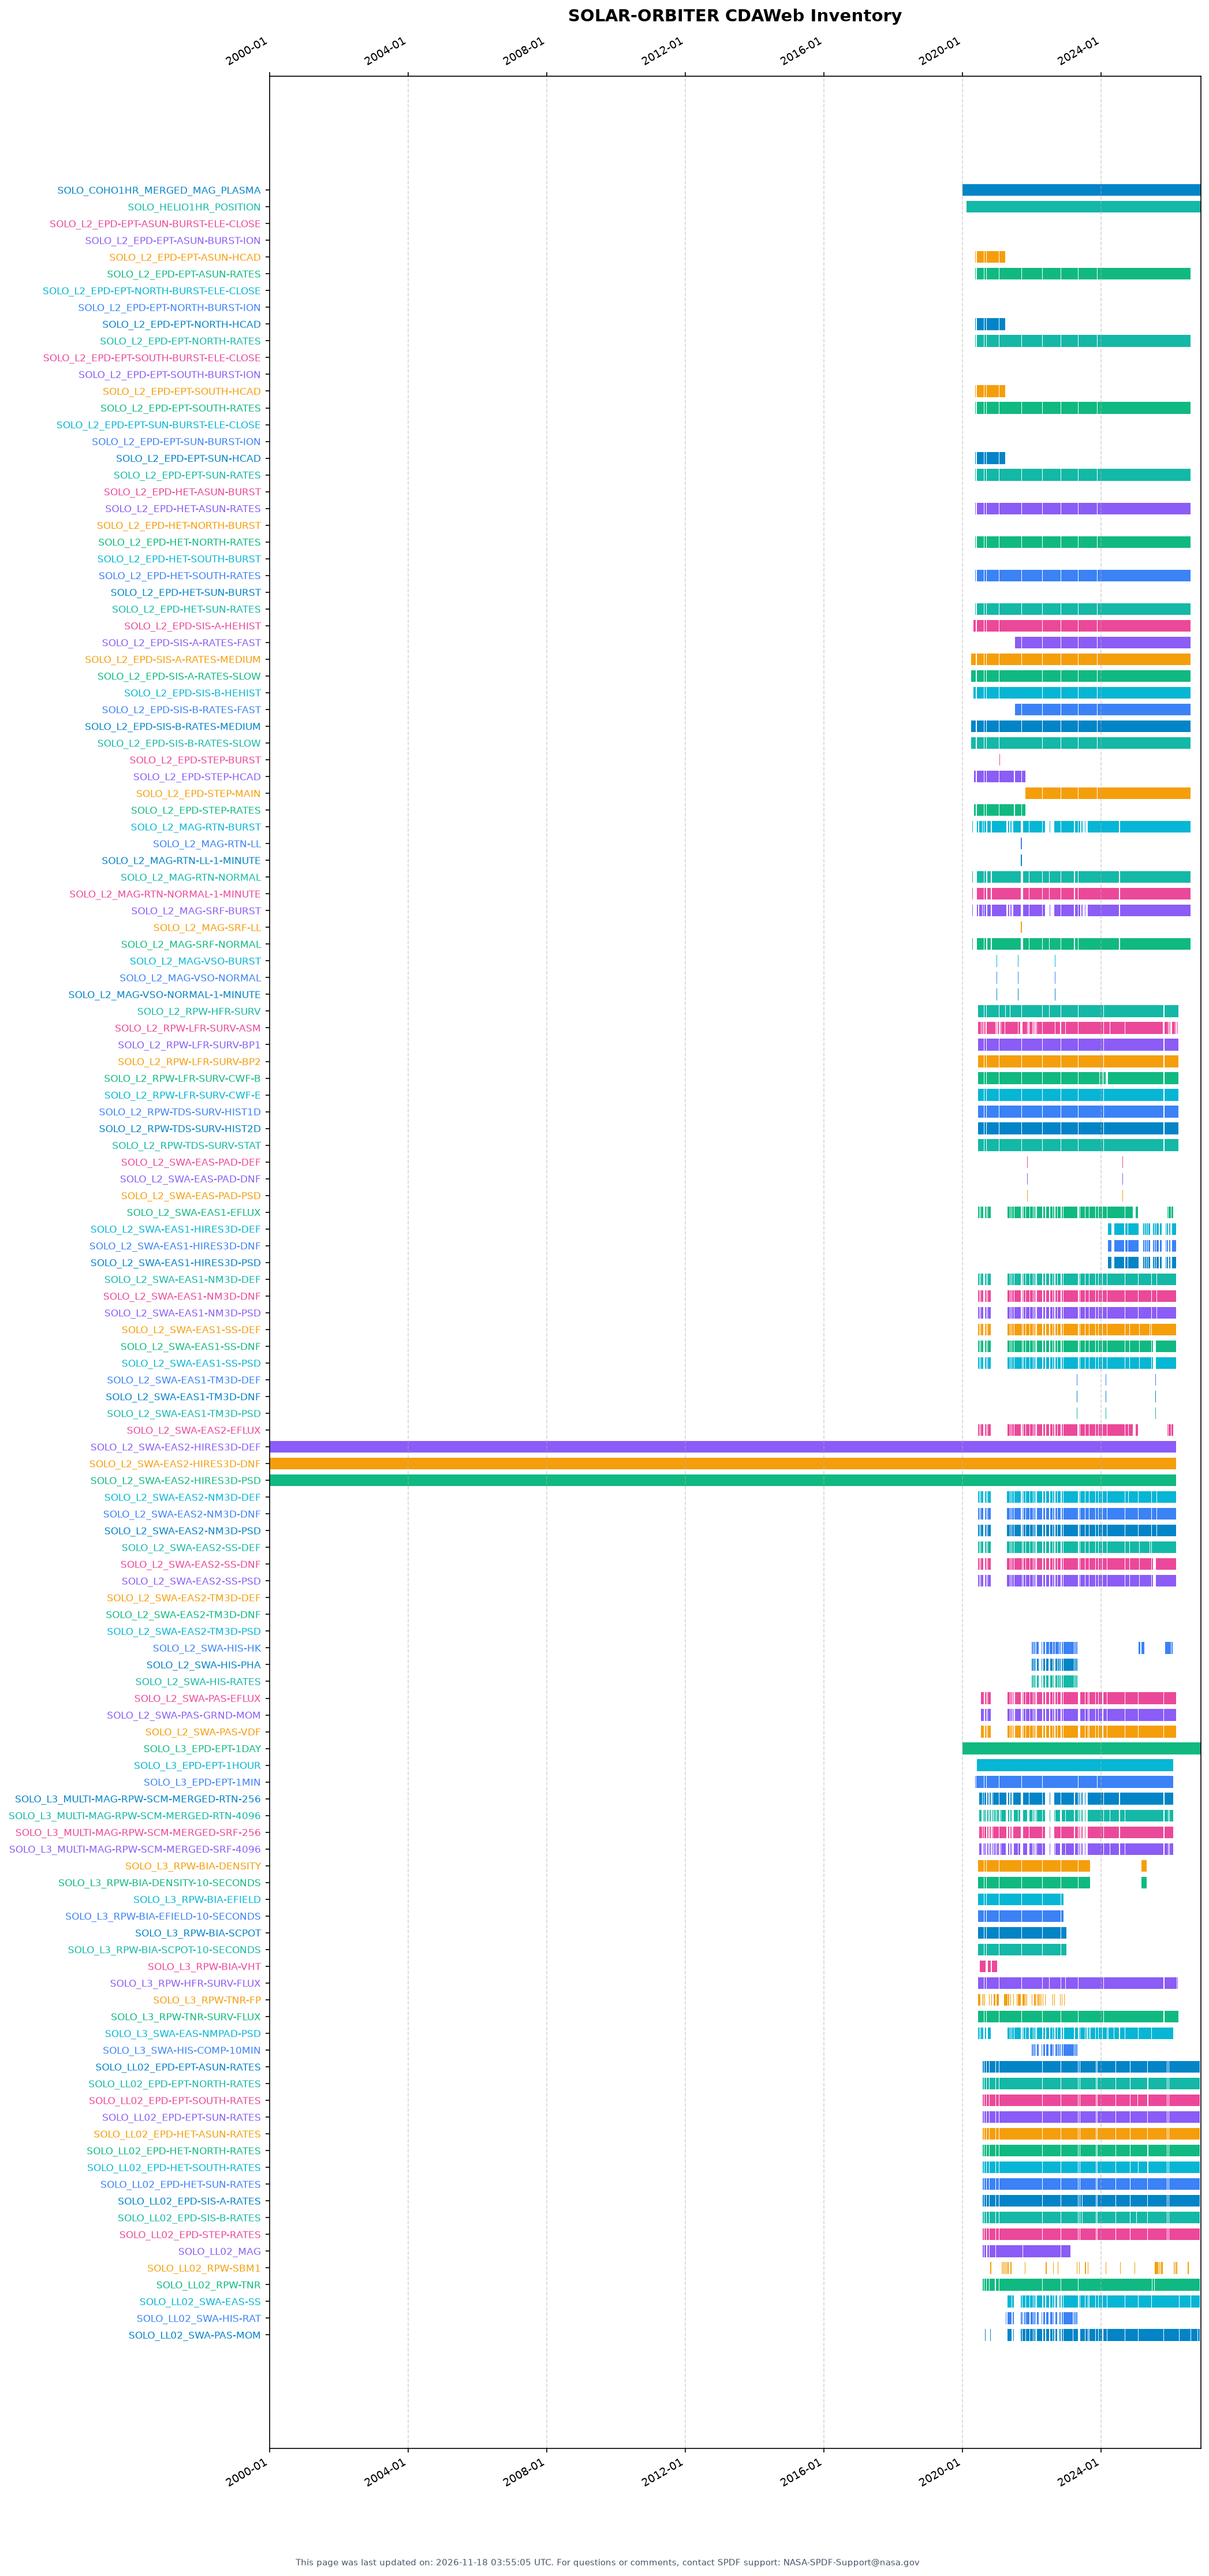 SOLAR-ORBITER CDAWeb Inventory
2000-01
2004-01
2008-01
2012-01
2016-01
2020-01
2024-01
SOLO_COHO1HR_MERGED_MAG_PLASMA
SOLO_HELIO1HR_POSITION
SOLO_L2_EPD-EPT-ASUN-BURST-ELE-CLOSE
SOLO_L2_EPD-EPT-ASUN-BURST-ION
SOLO_L2_EPD-EPT-ASUN-HCAD
SOLO_L2_EPD-EPT-ASUN-RATES
SOLO_L2_EPD-EPT-NORTH-BURST-ELE-CLOSE
SOLO_L2_EPD-EPT-NORTH-BURST-ION
SOLO_L2_EPD-EPT-NORTH-HCAD
SOLO_L2_EPD-EPT-NORTH-RATES
SOLO_L2_EPD-EPT-SOUTH-BURST-ELE-CLOSE
SOLO_L2_EPD-EPT-SOUTH-BURST-ION
SOLO_L2_EPD-EPT-SOUTH-HCAD
SOLO_L2_EPD-EPT-SOUTH-RATES
SOLO_L2_EPD-EPT-SUN-BURST-ELE-CLOSE
SOLO_L2_EPD-EPT-SUN-BURST-ION
SOLO_L2_EPD-EPT-SUN-HCAD
SOLO_L2_EPD-EPT-SUN-RATES
SOLO_L2_EPD-HET-ASUN-BURST
SOLO_L2_EPD-HET-ASUN-RATES
SOLO_L2_EPD-HET-NORTH-BURST
SOLO_L2_EPD-HET-NORTH-RATES
SOLO_L2_EPD-HET-SOUTH-BURST
SOLO_L2_EPD-HET-SOUTH-RATES
SOLO_L2_EPD-HET-SUN-BURST
SOLO_L2_EPD-HET-SUN-RATES
SOLO_L2_EPD-SIS-A-HEHIST
SOLO_L2_EPD-SIS-A-RATES-FAST
SOLO_L2_EPD-SIS-A-RATES-MEDIUM
SOLO_L2_EPD-SIS-A-RATES-SLOW
SOLO_L2_EPD-SIS-B-HEHIST
SOLO_L2_EPD-SIS-B-RATES-FAST
SOLO_L2_EPD-SIS-B-RATES-MEDIUM
SOLO_L2_EPD-SIS-B-RATES-SLOW
SOLO_L2_EPD-STEP-BURST
SOLO_L2_EPD-STEP-HCAD
SOLO_L2_EPD-STEP-MAIN
SOLO_L2_EPD-STEP-RATES
SOLO_L2_MAG-RTN-BURST
SOLO_L2_MAG-RTN-LL
SOLO_L2_MAG-RTN-LL-1-MINUTE
SOLO_L2_MAG-RTN-NORMAL
SOLO_L2_MAG-RTN-NORMAL-1-MINUTE
SOLO_L2_MAG-SRF-BURST
SOLO_L2_MAG-SRF-LL
SOLO_L2_MAG-SRF-NORMAL
SOLO_L2_MAG-VSO-BURST
SOLO_L2_MAG-VSO-NORMAL
SOLO_L2_MAG-VSO-NORMAL-1-MINUTE
SOLO_L2_RPW-HFR-SURV
SOLO_L2_RPW-LFR-SURV-ASM
SOLO_L2_RPW-LFR-SURV-BP1
SOLO_L2_RPW-LFR-SURV-BP2
SOLO_L2_RPW-LFR-SURV-CWF-B
SOLO_L2_RPW-LFR-SURV-CWF-E
SOLO_L2_RPW-TDS-SURV-HIST1D
SOLO_L2_RPW-TDS-SURV-HIST2D
SOLO_L2_RPW-TDS-SURV-STAT
SOLO_L2_SWA-EAS-PAD-DEF
SOLO_L2_SWA-EAS-PAD-DNF
SOLO_L2_SWA-EAS-PAD-PSD
SOLO_L2_SWA-EAS1-EFLUX
SOLO_L2_SWA-EAS1-HIRES3D-DEF
SOLO_L2_SWA-EAS1-HIRES3D-DNF
SOLO_L2_SWA-EAS1-HIRES3D-PSD
SOLO_L2_SWA-EAS1-NM3D-DEF
SOLO_L2_SWA-EAS1-NM3D-DNF
SOLO_L2_SWA-EAS1-NM3D-PSD
SOLO_L2_SWA-EAS1-SS-DEF
SOLO_L2_SWA-EAS1-SS-DNF
SOLO_L2_SWA-EAS1-SS-PSD
SOLO_L2_SWA-EAS1-TM3D-DEF
SOLO_L2_SWA-EAS1-TM3D-DNF
SOLO_L2_SWA-EAS1-TM3D-PSD
SOLO_L2_SWA-EAS2-EFLUX
SOLO_L2_SWA-EAS2-HIRES3D-DEF
SOLO_L2_SWA-EAS2-HIRES3D-DNF
SOLO_L2_SWA-EAS2-HIRES3D-PSD
SOLO_L2_SWA-EAS2-NM3D-DEF
SOLO_L2_SWA-EAS2-NM3D-DNF
SOLO_L2_SWA-EAS2-NM3D-PSD
SOLO_L2_SWA-EAS2-SS-DEF
SOLO_L2_SWA-EAS2-SS-DNF
SOLO_L2_SWA-EAS2-SS-PSD
SOLO_L2_SWA-EAS2-TM3D-DEF
SOLO_L2_SWA-EAS2-TM3D-DNF
SOLO_L2_SWA-EAS2-TM3D-PSD
SOLO_L2_SWA-HIS-HK
SOLO_L2_SWA-HIS-PHA
SOLO_L2_SWA-HIS-RATES
SOLO_L2_SWA-PAS-EFLUX
SOLO_L2_SWA-PAS-GRND-MOM
SOLO_L2_SWA-PAS-VDF
SOLO_L3_EPD-EPT-1DAY
SOLO_L3_EPD-EPT-1HOUR
SOLO_L3_EPD-EPT-1MIN
SOLO_L3_MULTI-MAG-RPW-SCM-MERGED-RTN-256
SOLO_L3_MULTI-MAG-RPW-SCM-MERGED-RTN-4096
SOLO_L3_MULTI-MAG-RPW-SCM-MERGED-SRF-256
SOLO_L3_MULTI-MAG-RPW-SCM-MERGED-SRF-4096
SOLO_L3_RPW-BIA-DENSITY
SOLO_L3_RPW-BIA-DENSITY-10-SECONDS
SOLO_L3_RPW-BIA-EFIELD
SOLO_L3_RPW-BIA-EFIELD-10-SECONDS
SOLO_L3_RPW-BIA-SCPOT
SOLO_L3_RPW-BIA-SCPOT-10-SECONDS
SOLO_L3_RPW-BIA-VHT
SOLO_L3_RPW-HFR-SURV-FLUX
SOLO_L3_RPW-TNR-FP
SOLO_L3_RPW-TNR-SURV-FLUX
SOLO_L3_SWA-EAS-NMPAD-PSD
SOLO_L3_SWA-HIS-COMP-10MIN
SOLO_LL02_EPD-EPT-ASUN-RATES
SOLO_LL02_EPD-EPT-NORTH-RATES
SOLO_LL02_EPD-EPT-SOUTH-RATES
SOLO_LL02_EPD-EPT-SUN-RATES
SOLO_LL02_EPD-HET-ASUN-RATES
SOLO_LL02_EPD-HET-NORTH-RATES
SOLO_LL02_EPD-HET-SOUTH-RATES
SOLO_LL02_EPD-HET-SUN-RATES
SOLO_LL02_EPD-SIS-A-RATES
SOLO_LL02_EPD-SIS-B-RATES
SOLO_LL02_EPD-STEP-RATES
SOLO_LL02_MAG
SOLO_LL02_RPW-SBM1
SOLO_LL02_RPW-TNR
SOLO_LL02_SWA-EAS-SS
SOLO_LL02_SWA-HIS-RAT
SOLO_LL02_SWA-PAS-MOM
2000-01
2004-01
2008-01
2012-01
2016-01
2020-01
2024-01
This page was last updated on: 2026-11-18 03:55:05 UTC. For questions or comments, contact SPDF support: NASA-SPDF-Support@nasa.gov